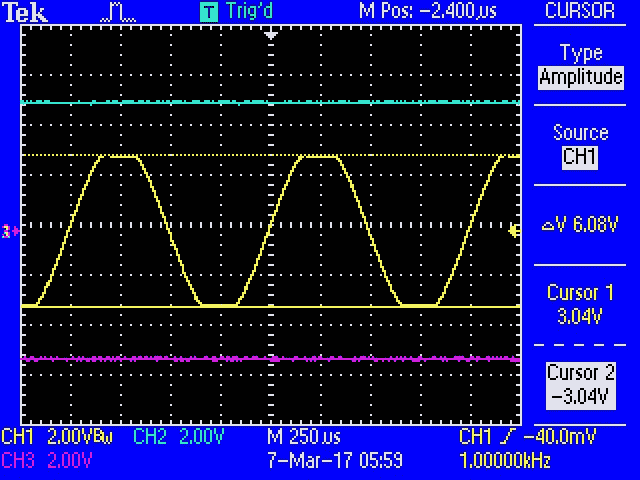 Tek T Trig'd M Pos: -2.400µs CURSOR
Type
Amplitude
Source
CH1
△V 6.08V
Cursor 1
3.04V
Cursor 2
-3.04V
CH1 2.00VBw CH2 2.00V M 250µs CH1 / -40.0mV
CH3 2.00V 7-Mar-17 05:59 1.00000kHz